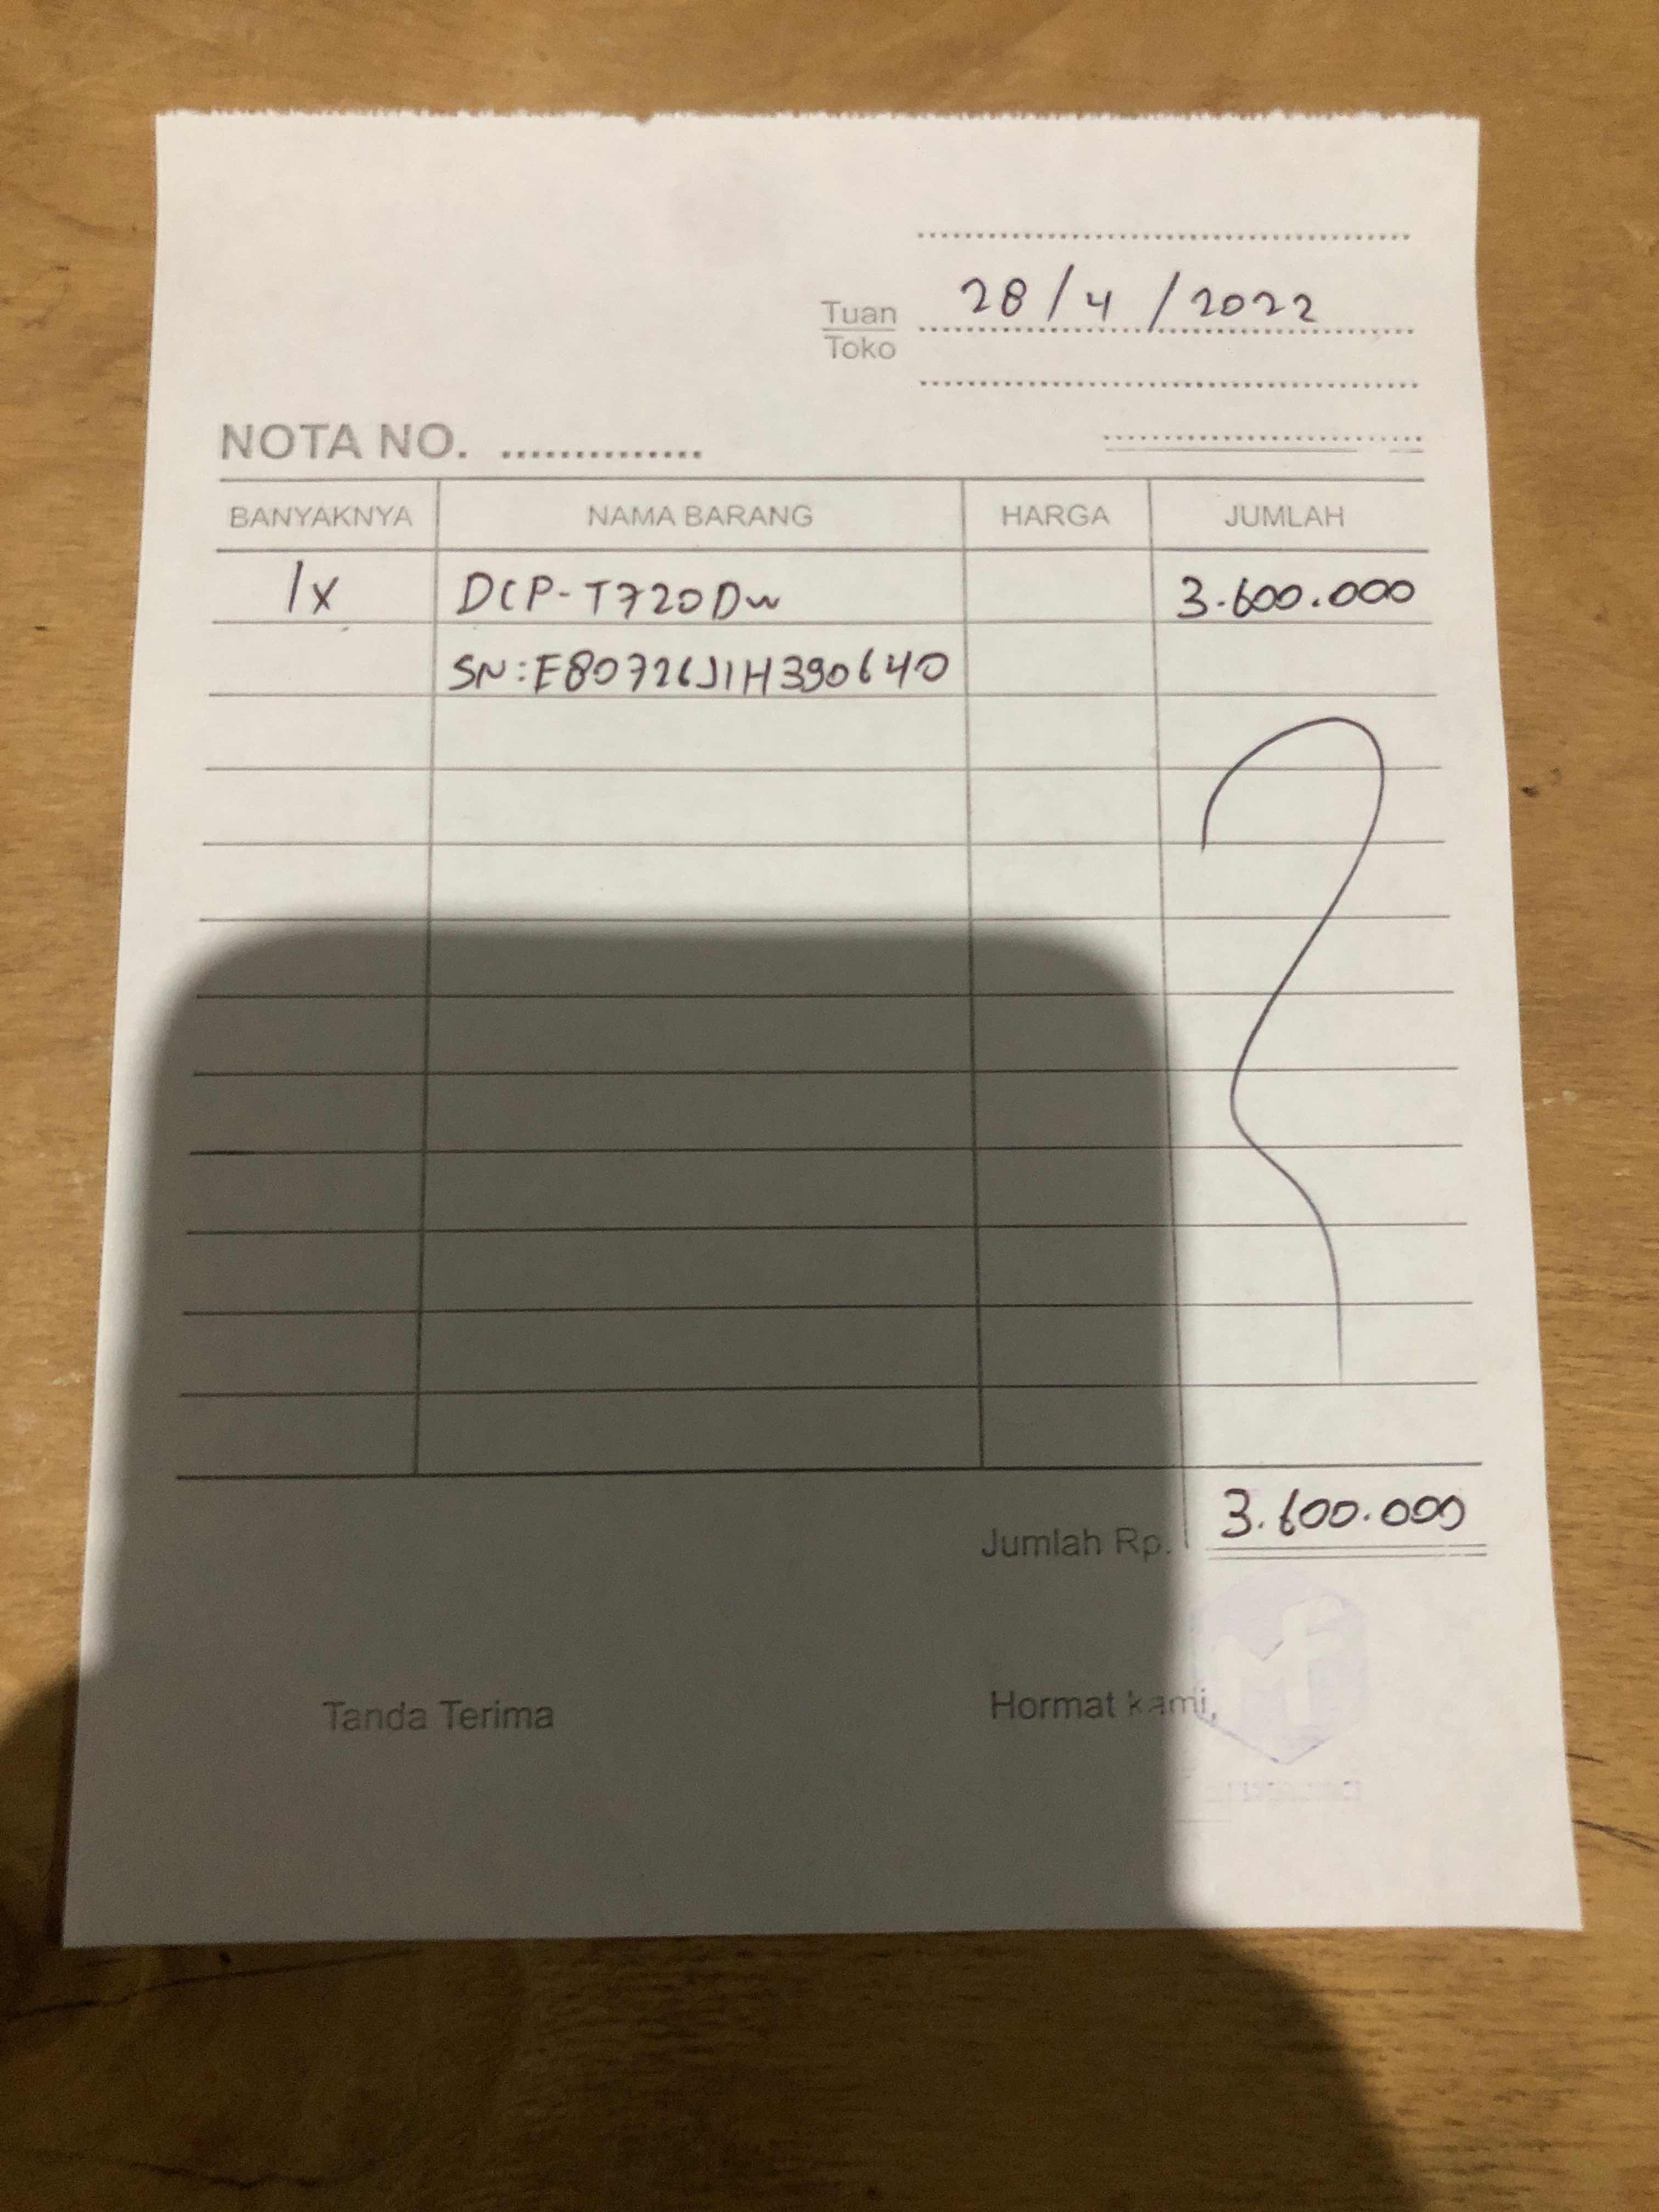 28/4/2022
Tuan
Toko
NOTA NO. ..............
BANYAKNYA NAMA BARANG HARGA JUMLAH
1x DCP-T720Dw 3.600.000
SN:E80726J1H390640
Jumlah Rp. 3.600.000
Tanda Terima Hormat kami,
MF